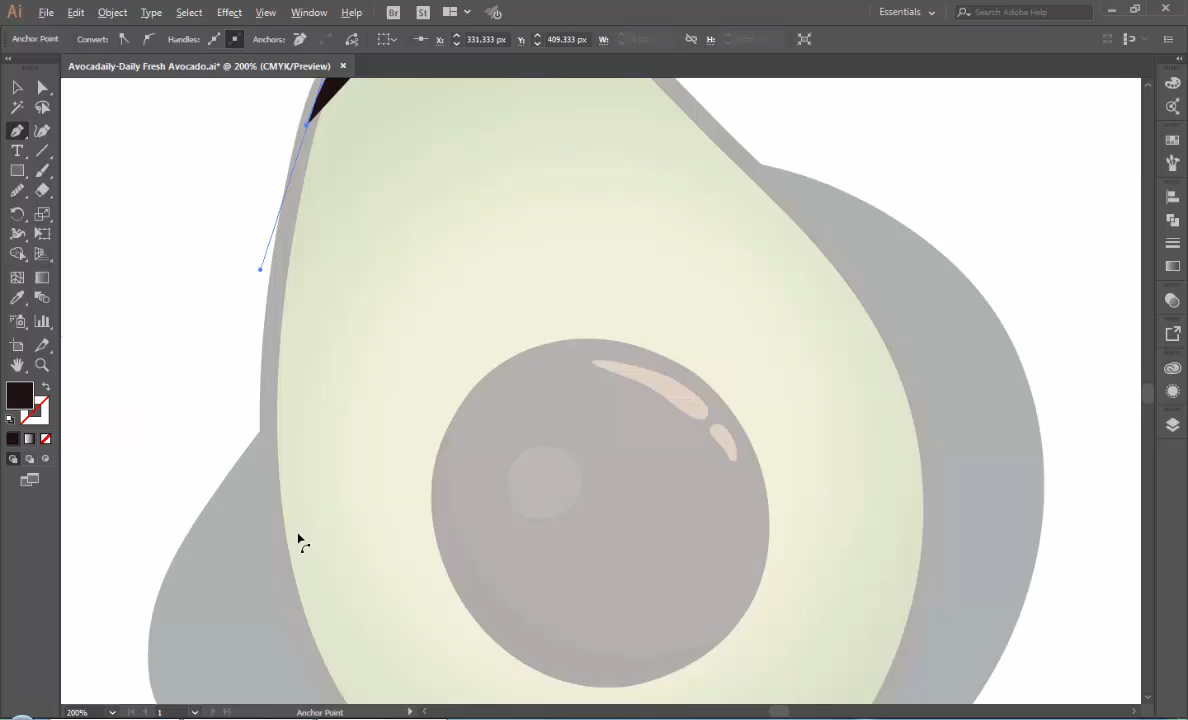 Ai File Edit Object Type Select Effect View Window Help Br St Essentials Search Adobe Help
Anchor Point Convert: Handles: Anchors: X: 331.333 px Y: 409.333 px W: H:
Avocadaily-Daily Fresh Avocado.ai* @ 200% (CMYK/Preview) ×
T
200% 1 Anchor Point